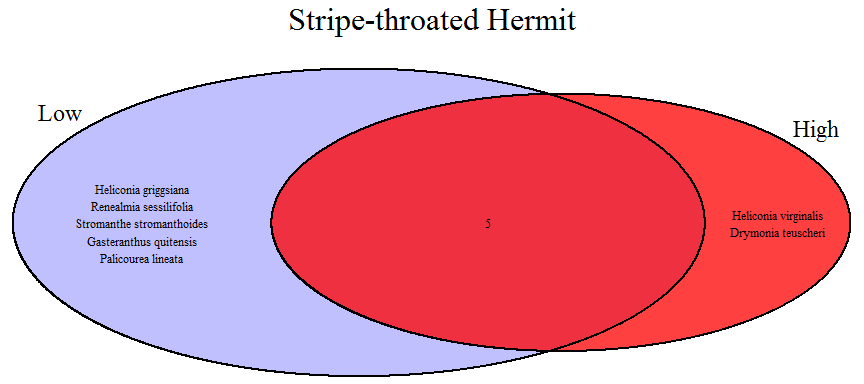 Stripe-throated Hermit
Low
High
Heliconia griggsiana
Renealmia sessilifolia
Stromanthe stromanthoides
Gasteranthus quitensis
Palicourea lineata
5
Heliconia virginalis
Drymonia teuscheri